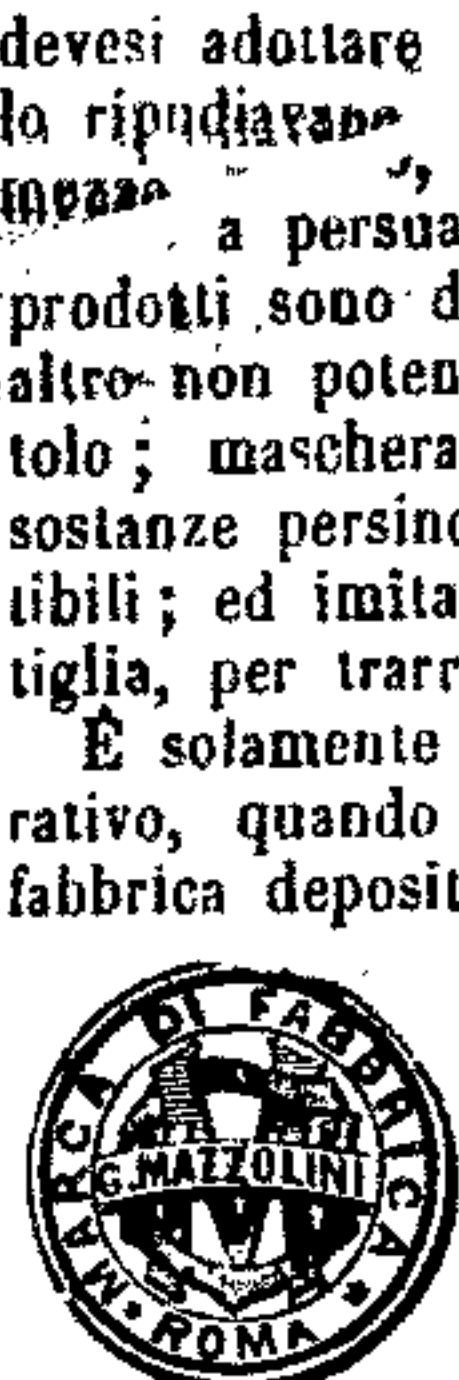 devesi adottare
lo ripudiavano
mezzo
a persua
prodotti sono d
altro non poten
tolo; maschera
sostanze persino
tibili; ed imita
tiglia, per trarr
È solamente
rativo, quando
fabbrica deposit
MARCA DI FABBRICA
G. MAZZOLINI
ROMA